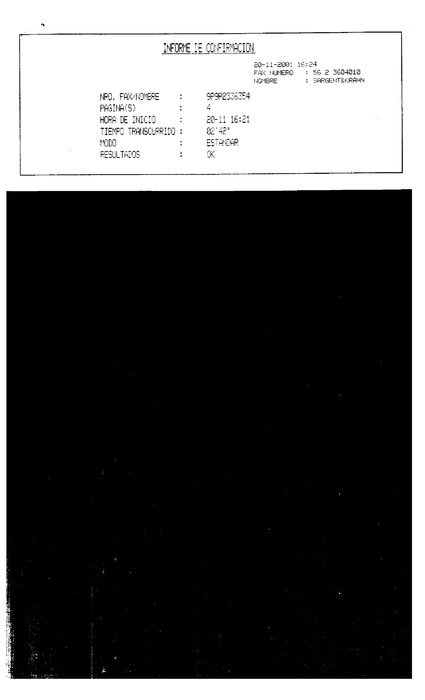 INFORME DE CONFIRMACION
20-11-2001 16:24
FAX NUMERO : 56 2 3604010
NOMBRE : SARGENT&KRAHN
NRO. FAX/NOMBRE : 9P9P2336354
PAGINA(S) : 4
HORA DE INICIO : 20-11 16:21
TIEMPO TRANSCURRIDO : 02'42"
MODO : ESTANDAR
RESULTADOS : OK